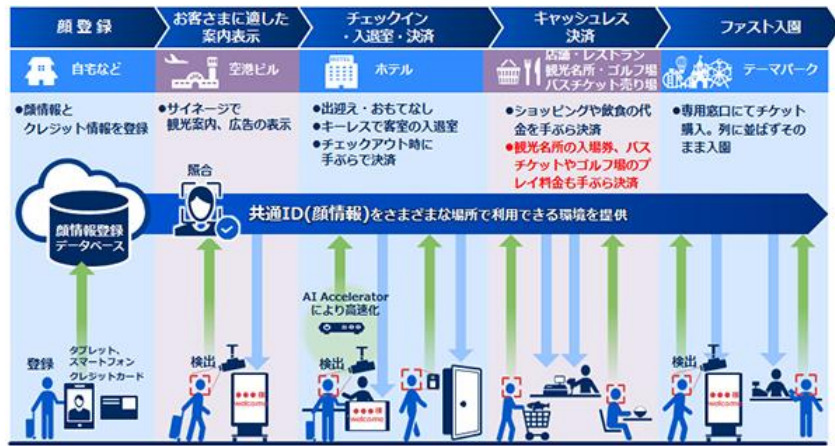 顔登録
お客さまに適した
案内表示
チェックイン
・入退室・決済
キャッシュレス
決済
ファスト入園
自宅など
空港ビル
HOTEL
ホテル
店舗・レストラン
観光名所・ゴルフ場
バスチケット売り場
テーマパーク
●顔情報と
クレジット情報を登録
●サイネージで
観光案内、広告の表示
●出迎え・おもてなし
●キーレスで客室の入退室
●チェックアウト時に
手ぶらで決済
●ショッピングや飲食の代
金を手ぶら決済
●観光名所の入場券、バス
チケットやゴルフ場のプ
レイ料金も手ぶら決済
●専用窓口にてチケット
購入。列に並ばずその
まま入園
照合
顔情報登録
データベース
共通ID(顔情報)をさまざまな場所で利用できる環境を提供
AI Accelerator
により高速化
登録
タブレット、
スマートフォン
クレジットカード
検出
●●●様
welcome
検出
●●●様
welcome
検出
●●●様
welcome